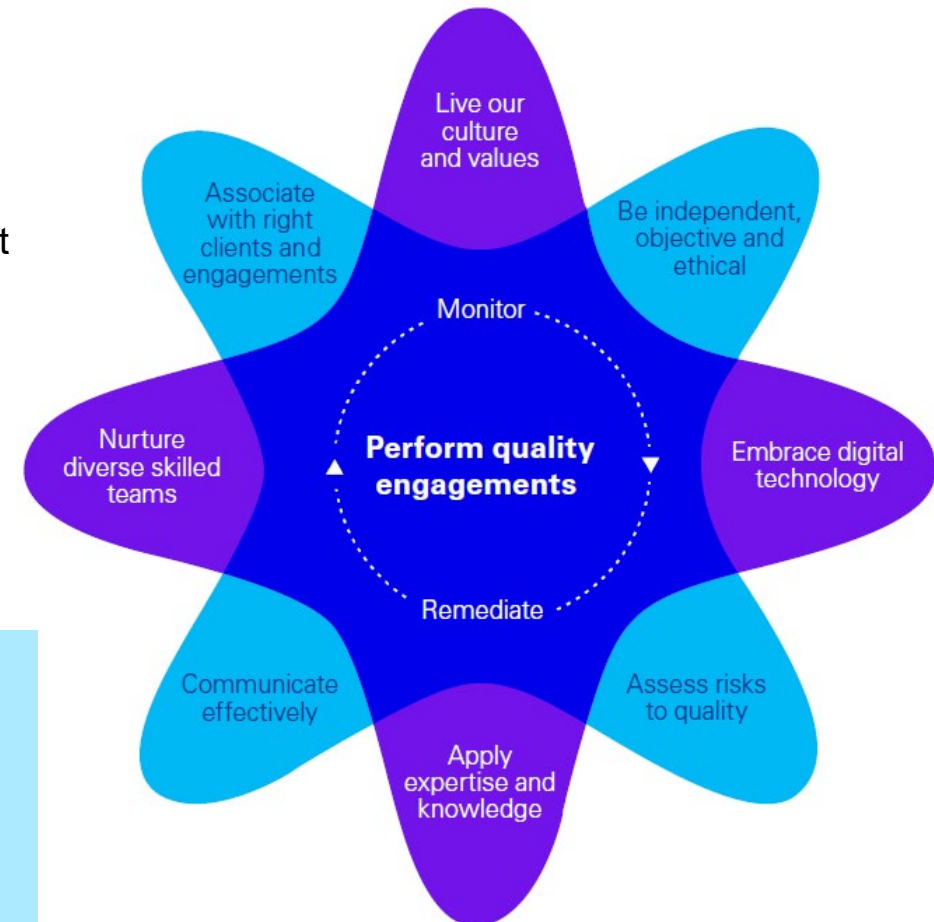 Live our
culture
and values
Associate
with right
clients and
engagements
Be independent,
objective and
ethical
t
Monitor
Nurture
diverse skilled
teams
Perform quality
engagements
Embrace digital
technology
Remediate
Communicate
effectively
Assess risks
to quality
Apply
expertise and
knowledge